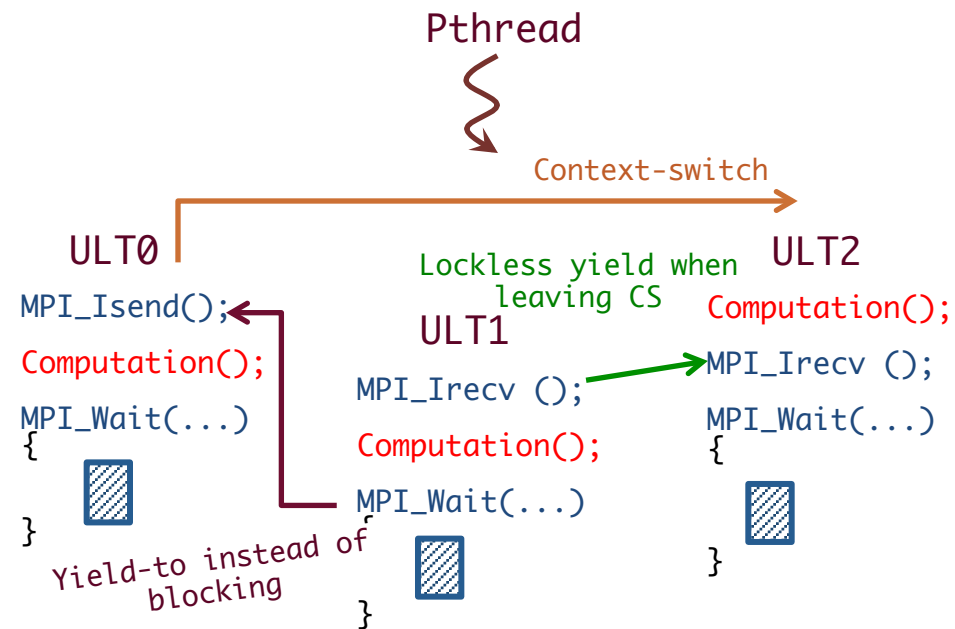 Pthread
Context-switch
ULT0
MPI_Isend();
Computation();
MPI_Wait(...)
{
}
Lockless yield when
leaving CS
ULT1
MPI_Irecv ();
Computation();
MPI_Wait(...)
{
}
ULT2
Computation();
MPI_Irecv ();
MPI_Wait(...)
{
}
Yield-to instead of
blocking